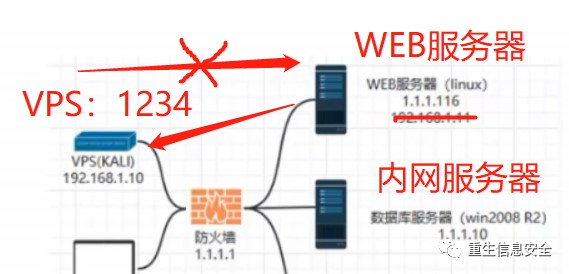 WEB服务器
WEB服务器（linux）
1.1.1.116
192.168.1.11
VPS：1234
VPS(KALI)
192.168.1.10
内网服务器
防火墙
1.1.1.1
数据库服务器（win2008 R2）
1.1.1.10
重生信息安全